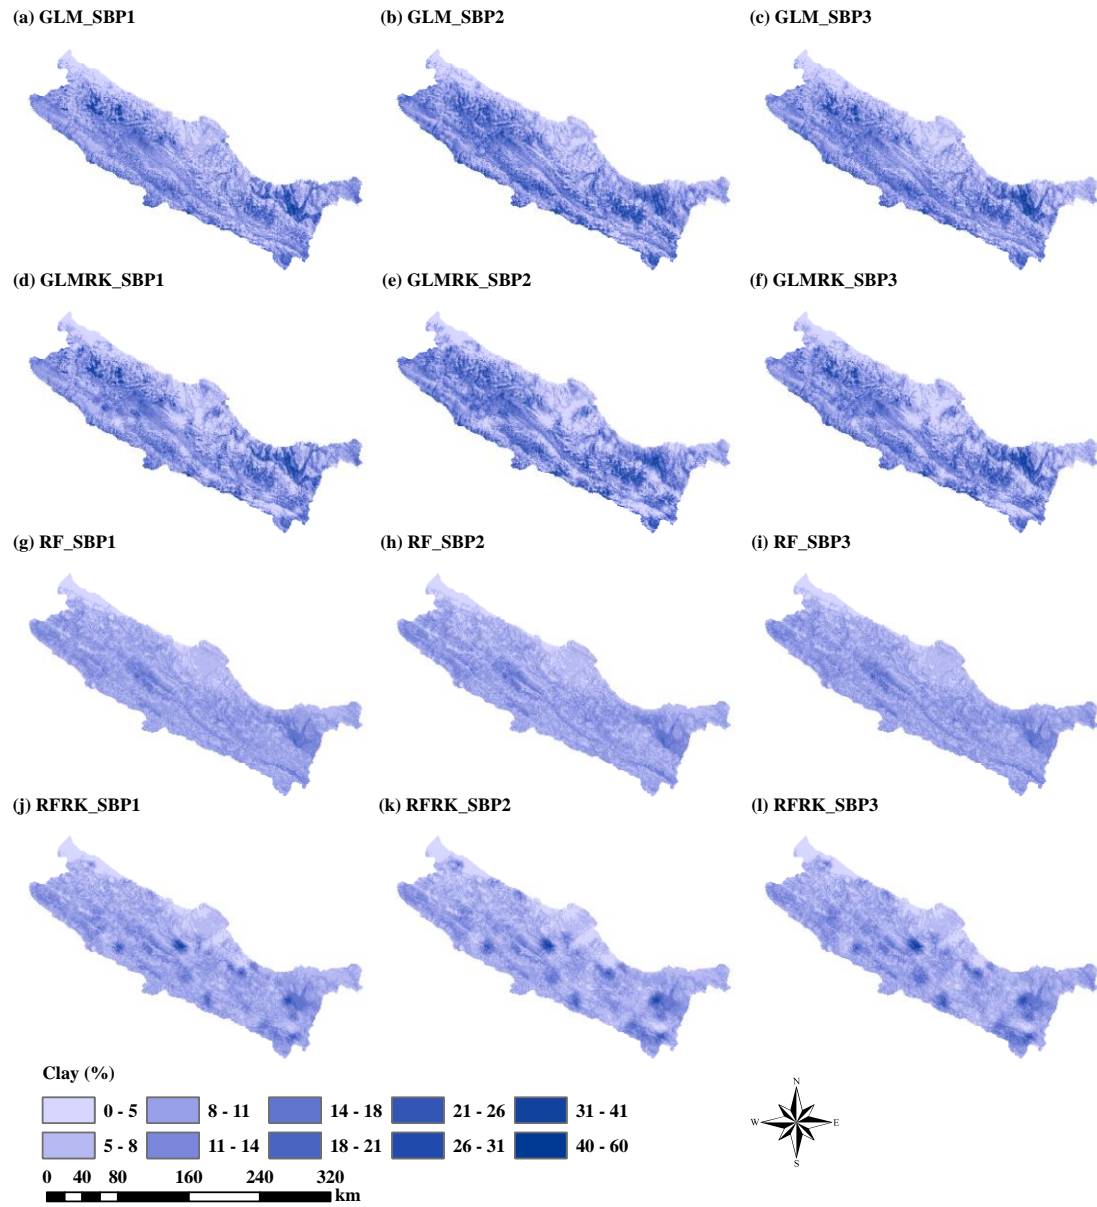 (a) GLM_SBP1 (b) GLM_SBP2 (c) GLM_SBP3
(d) GLMRK_SBP1 (e) GLMRK_SBP2 (f) GLMRK_SBP3
(g) RF_SBP1 (h) RF_SBP2 (i) RF_SBP3
(j) RFRK_SBP1 (k) RFRK_SBP2 (l) RFRK_SBP3
Clay (%)
0 - 5 8 - 11 14 - 18 21 - 26 31 - 41
5 - 8 11 - 14 18 - 21 26 - 31 40 - 60
0 40 80 160 240 320
km
N
W E
S